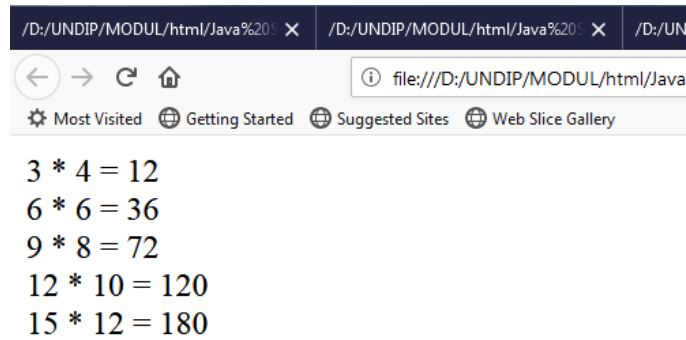 /D:/UNDIP/MODUL/html/Java%20S /D:/UNDIP/MODUL/html/Java%20S /D:/UN
file:///D:/UNDIP/MODUL/html/Java
Most Visited Getting Started Suggested Sites Web Slice Gallery
3 * 4 = 12
6 * 6 = 36
9 * 8 = 72
12 * 10 = 120
15 * 12 = 180